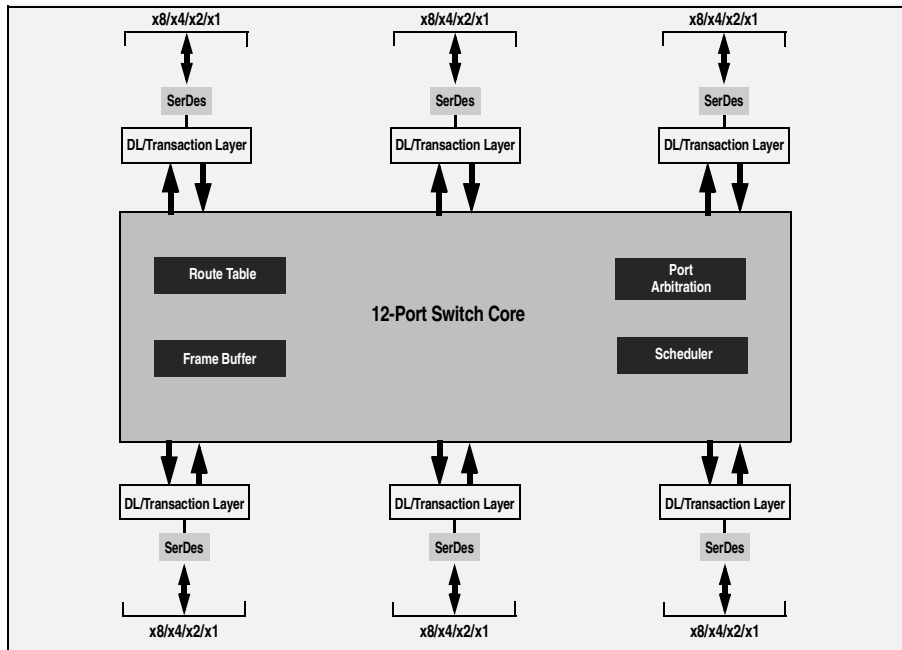 x8/x4/x2/x1 x8/x4/x2/x1 x8/x4/x2/x1
SerDes SerDes SerDes
DL/Transaction Layer DL/Transaction Layer DL/Transaction Layer
Route Table
Port
Arbitration
12-Port Switch Core
Frame Buffer
Scheduler
DL/Transaction Layer DL/Transaction Layer DL/Transaction Layer
SerDes SerDes SerDes
x8/x4/x2/x1 x8/x4/x2/x1 x8/x4/x2/x1